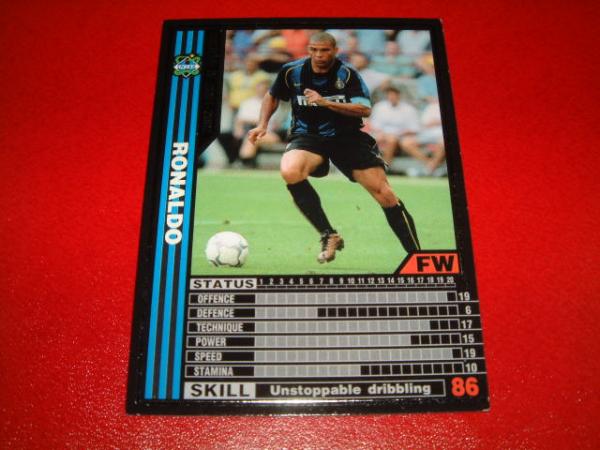 RONALDO
PIRELLI
FW
STATUS 1 2 3 4 5 6 7 8 9 10 11 12 13 14 15 16 17 18 19 20
OFFENCE 19
DEFENCE 6
TECHNIQUE 17
POWER 15
SPEED 19
STAMINA 10
SKILL Unstoppable dribbling 86